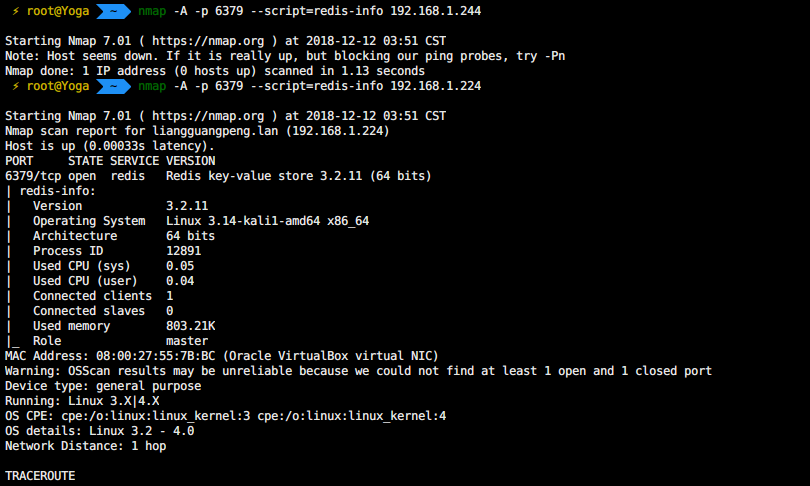 ⚡ root@Yoga ~ nmap -A -p 6379 --script=redis-info 192.168.1.244
Starting Nmap 7.01 ( https://nmap.org ) at 2018-12-12 03:51 CST
Note: Host seems down. If it is really up, but blocking our ping probes, try -Pn
Nmap done: 1 IP address (0 hosts up) scanned in 1.13 seconds
⚡ root@Yoga ~ nmap -A -p 6379 --script=redis-info 192.168.1.224
Starting Nmap 7.01 ( https://nmap.org ) at 2018-12-12 03:51 CST
Nmap scan report for liangguangpeng.lan (192.168.1.224)
Host is up (0.00033s latency).
PORT     STATE SERVICE VERSION
6379/tcp open  redis   Redis key-value store 3.2.11 (64 bits)
| redis-info:
|   Version            3.2.11
|   Operating System   Linux 3.14-kali1-amd64 x86_64
|   Architecture       64 bits
|   Process ID         12891
|   Used CPU (sys)     0.05
|   Used CPU (user)    0.04
|   Connected clients  1
|   Connected slaves   0
|   Used memory        803.21K
|_  Role               master
MAC Address: 08:00:27:55:7B:BC (Oracle VirtualBox virtual NIC)
Warning: OSScan results may be unreliable because we could not find at least 1 open and 1 closed port
Device type: general purpose
Running: Linux 3.X|4.X
OS CPE: cpe:/o:linux:linux_kernel:3 cpe:/o:linux:linux_kernel:4
OS details: Linux 3.2 - 4.0
Network Distance: 1 hop
TRACEROUTE